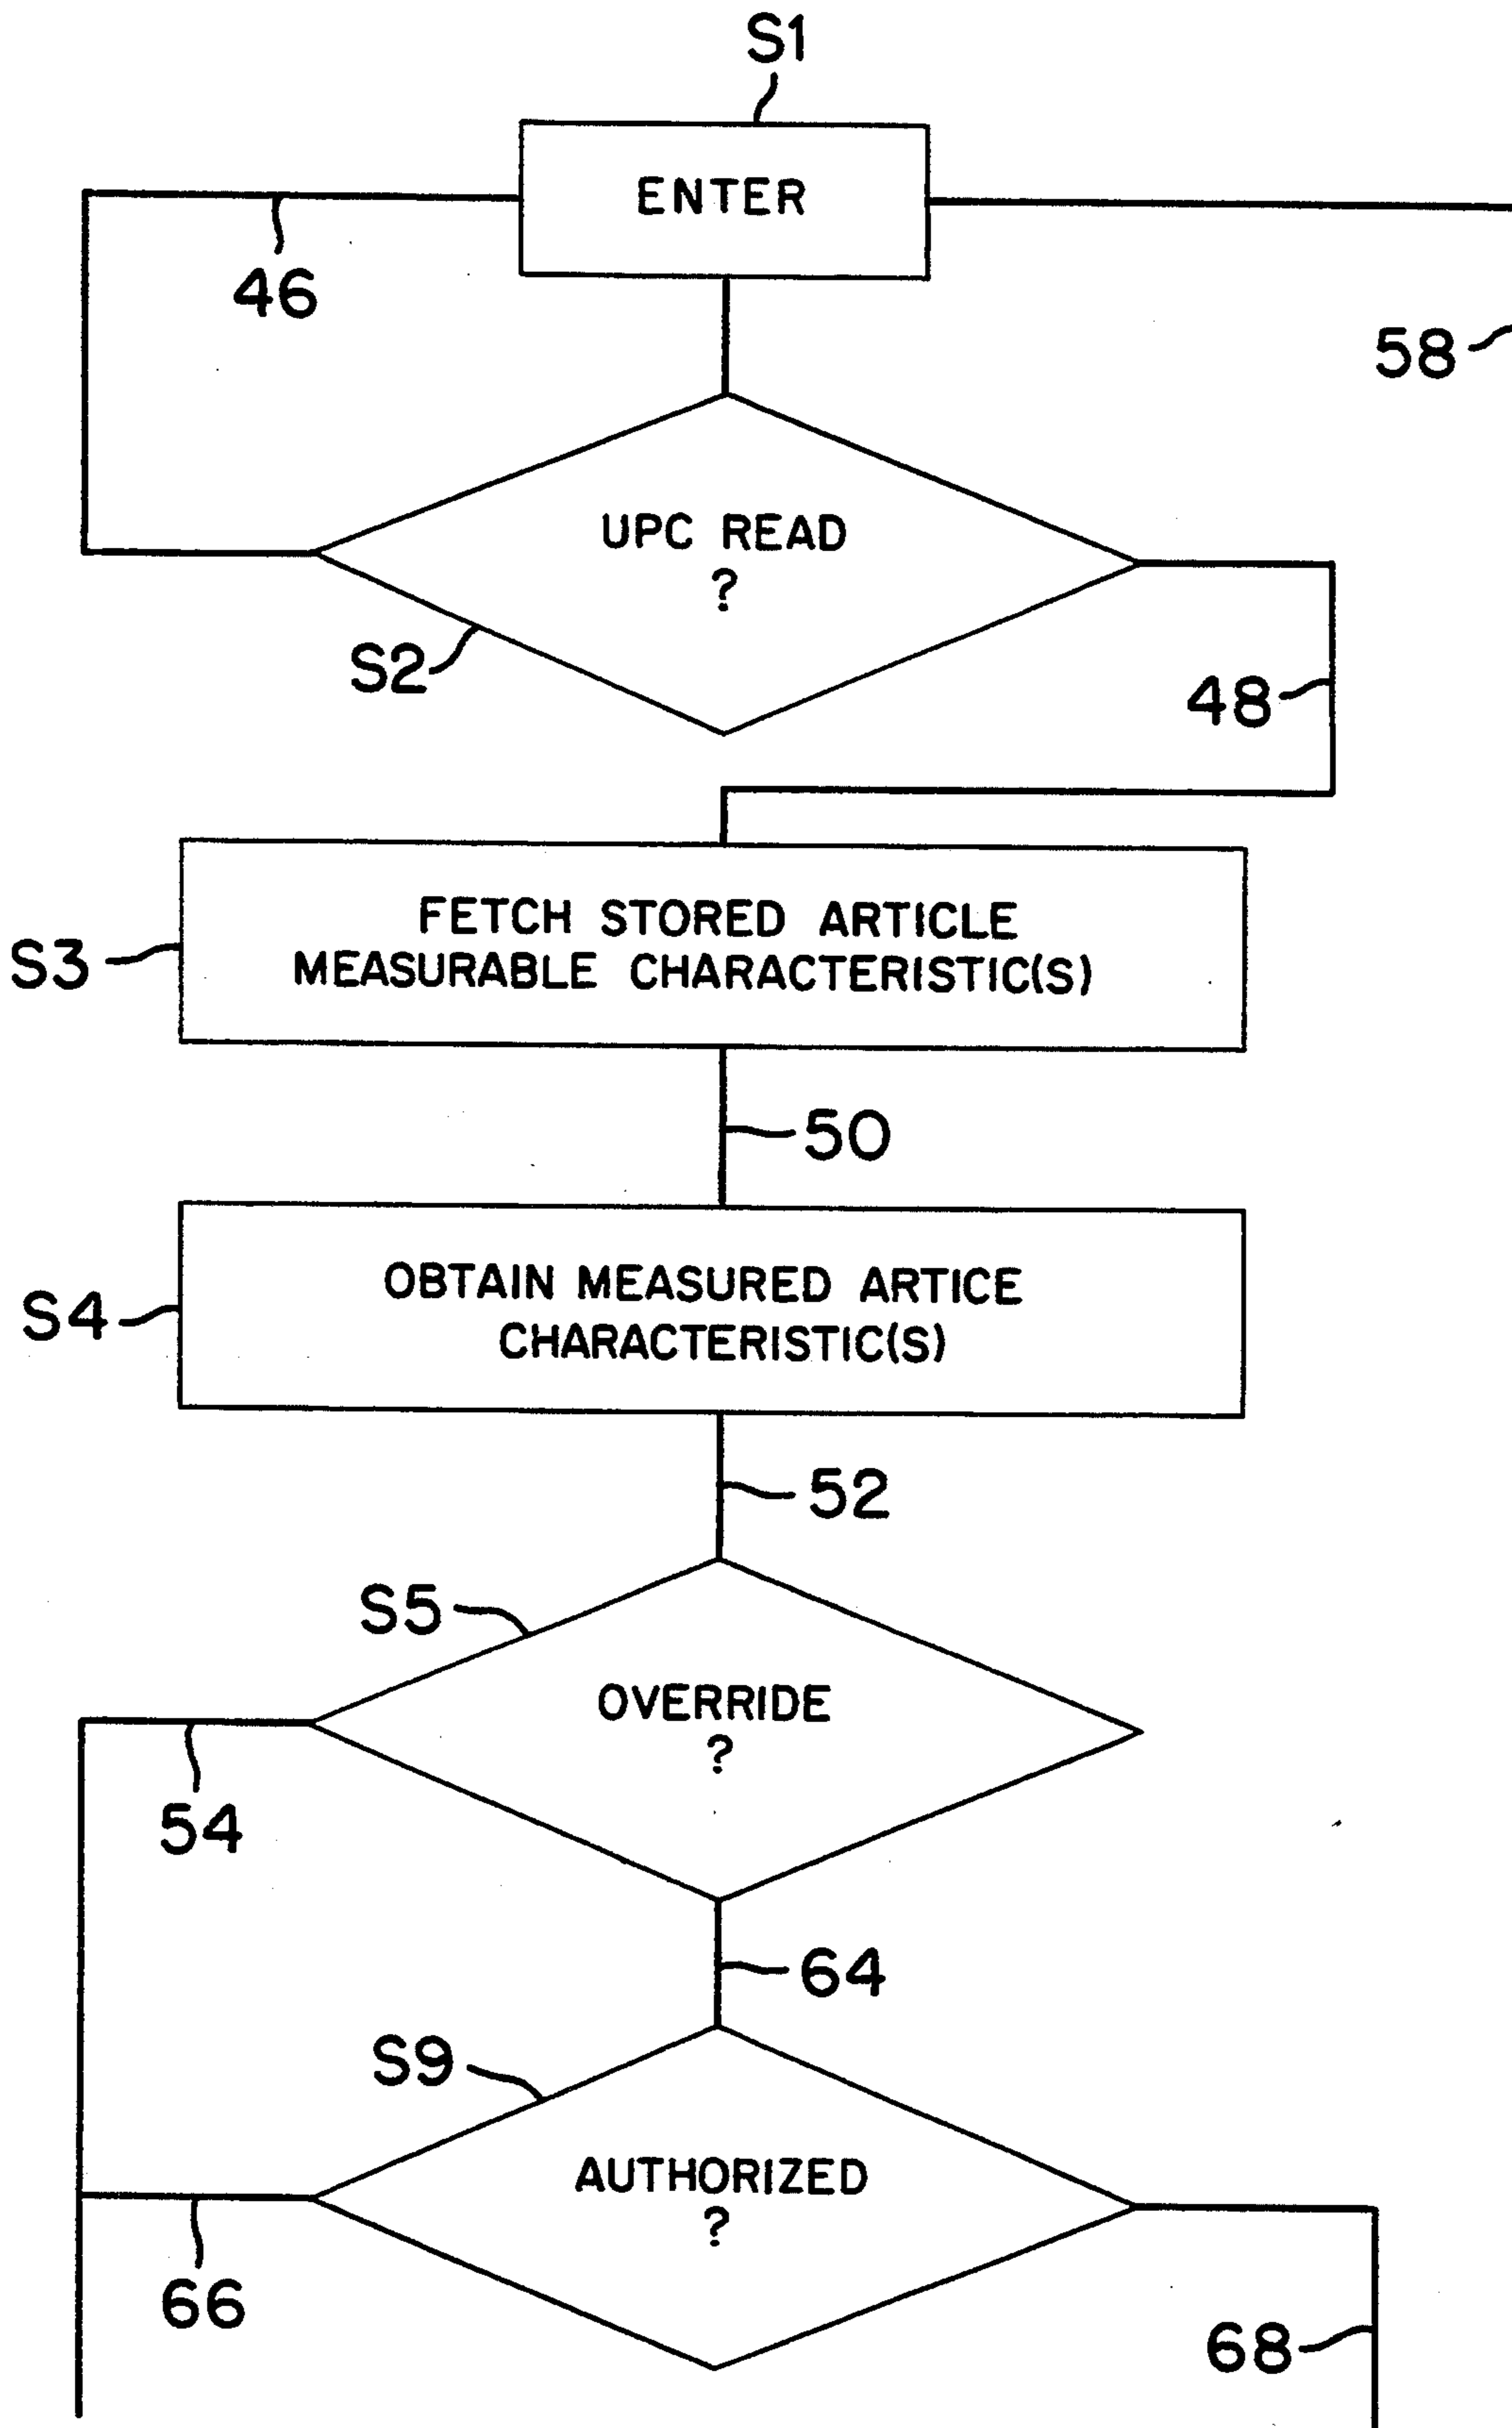 S1
ENTER
46
58
UPC READ
?
S2
48
FETCH STORED ARTICLE
MEASURABLE CHARACTERISTIC(S)
S3
50
OBTAIN MEASURED ARTICE
CHARACTERISTIC(S)
S4
52
S5
OVERRIDE
?
54
64
S9
AUTHORIZED
?
66
68